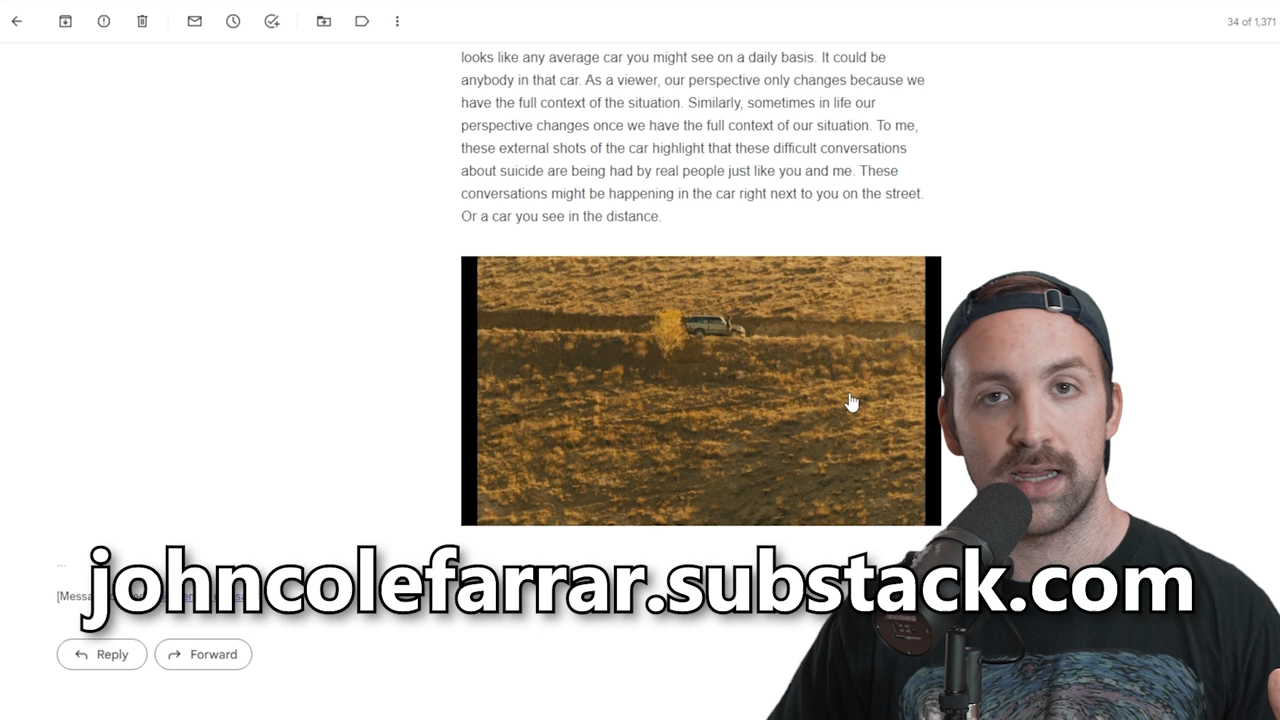 34 of 1,371
looks like any average car you might see on a daily basis. It could be
anybody in that car. As a viewer, our perspective only changes because we
have the full context of the situation. Similarly, sometimes in life our
perspective changes once we have the full context of our situation. To me,
these external shots of the car highlight that these difficult conversations
about suicide are being had by real people just like you and me. These
conversations might be happening in the car right next to you on the street.
Or a car you see in the distance.
...
[Messa
johncolefarrar.substack.com
Reply
Forward